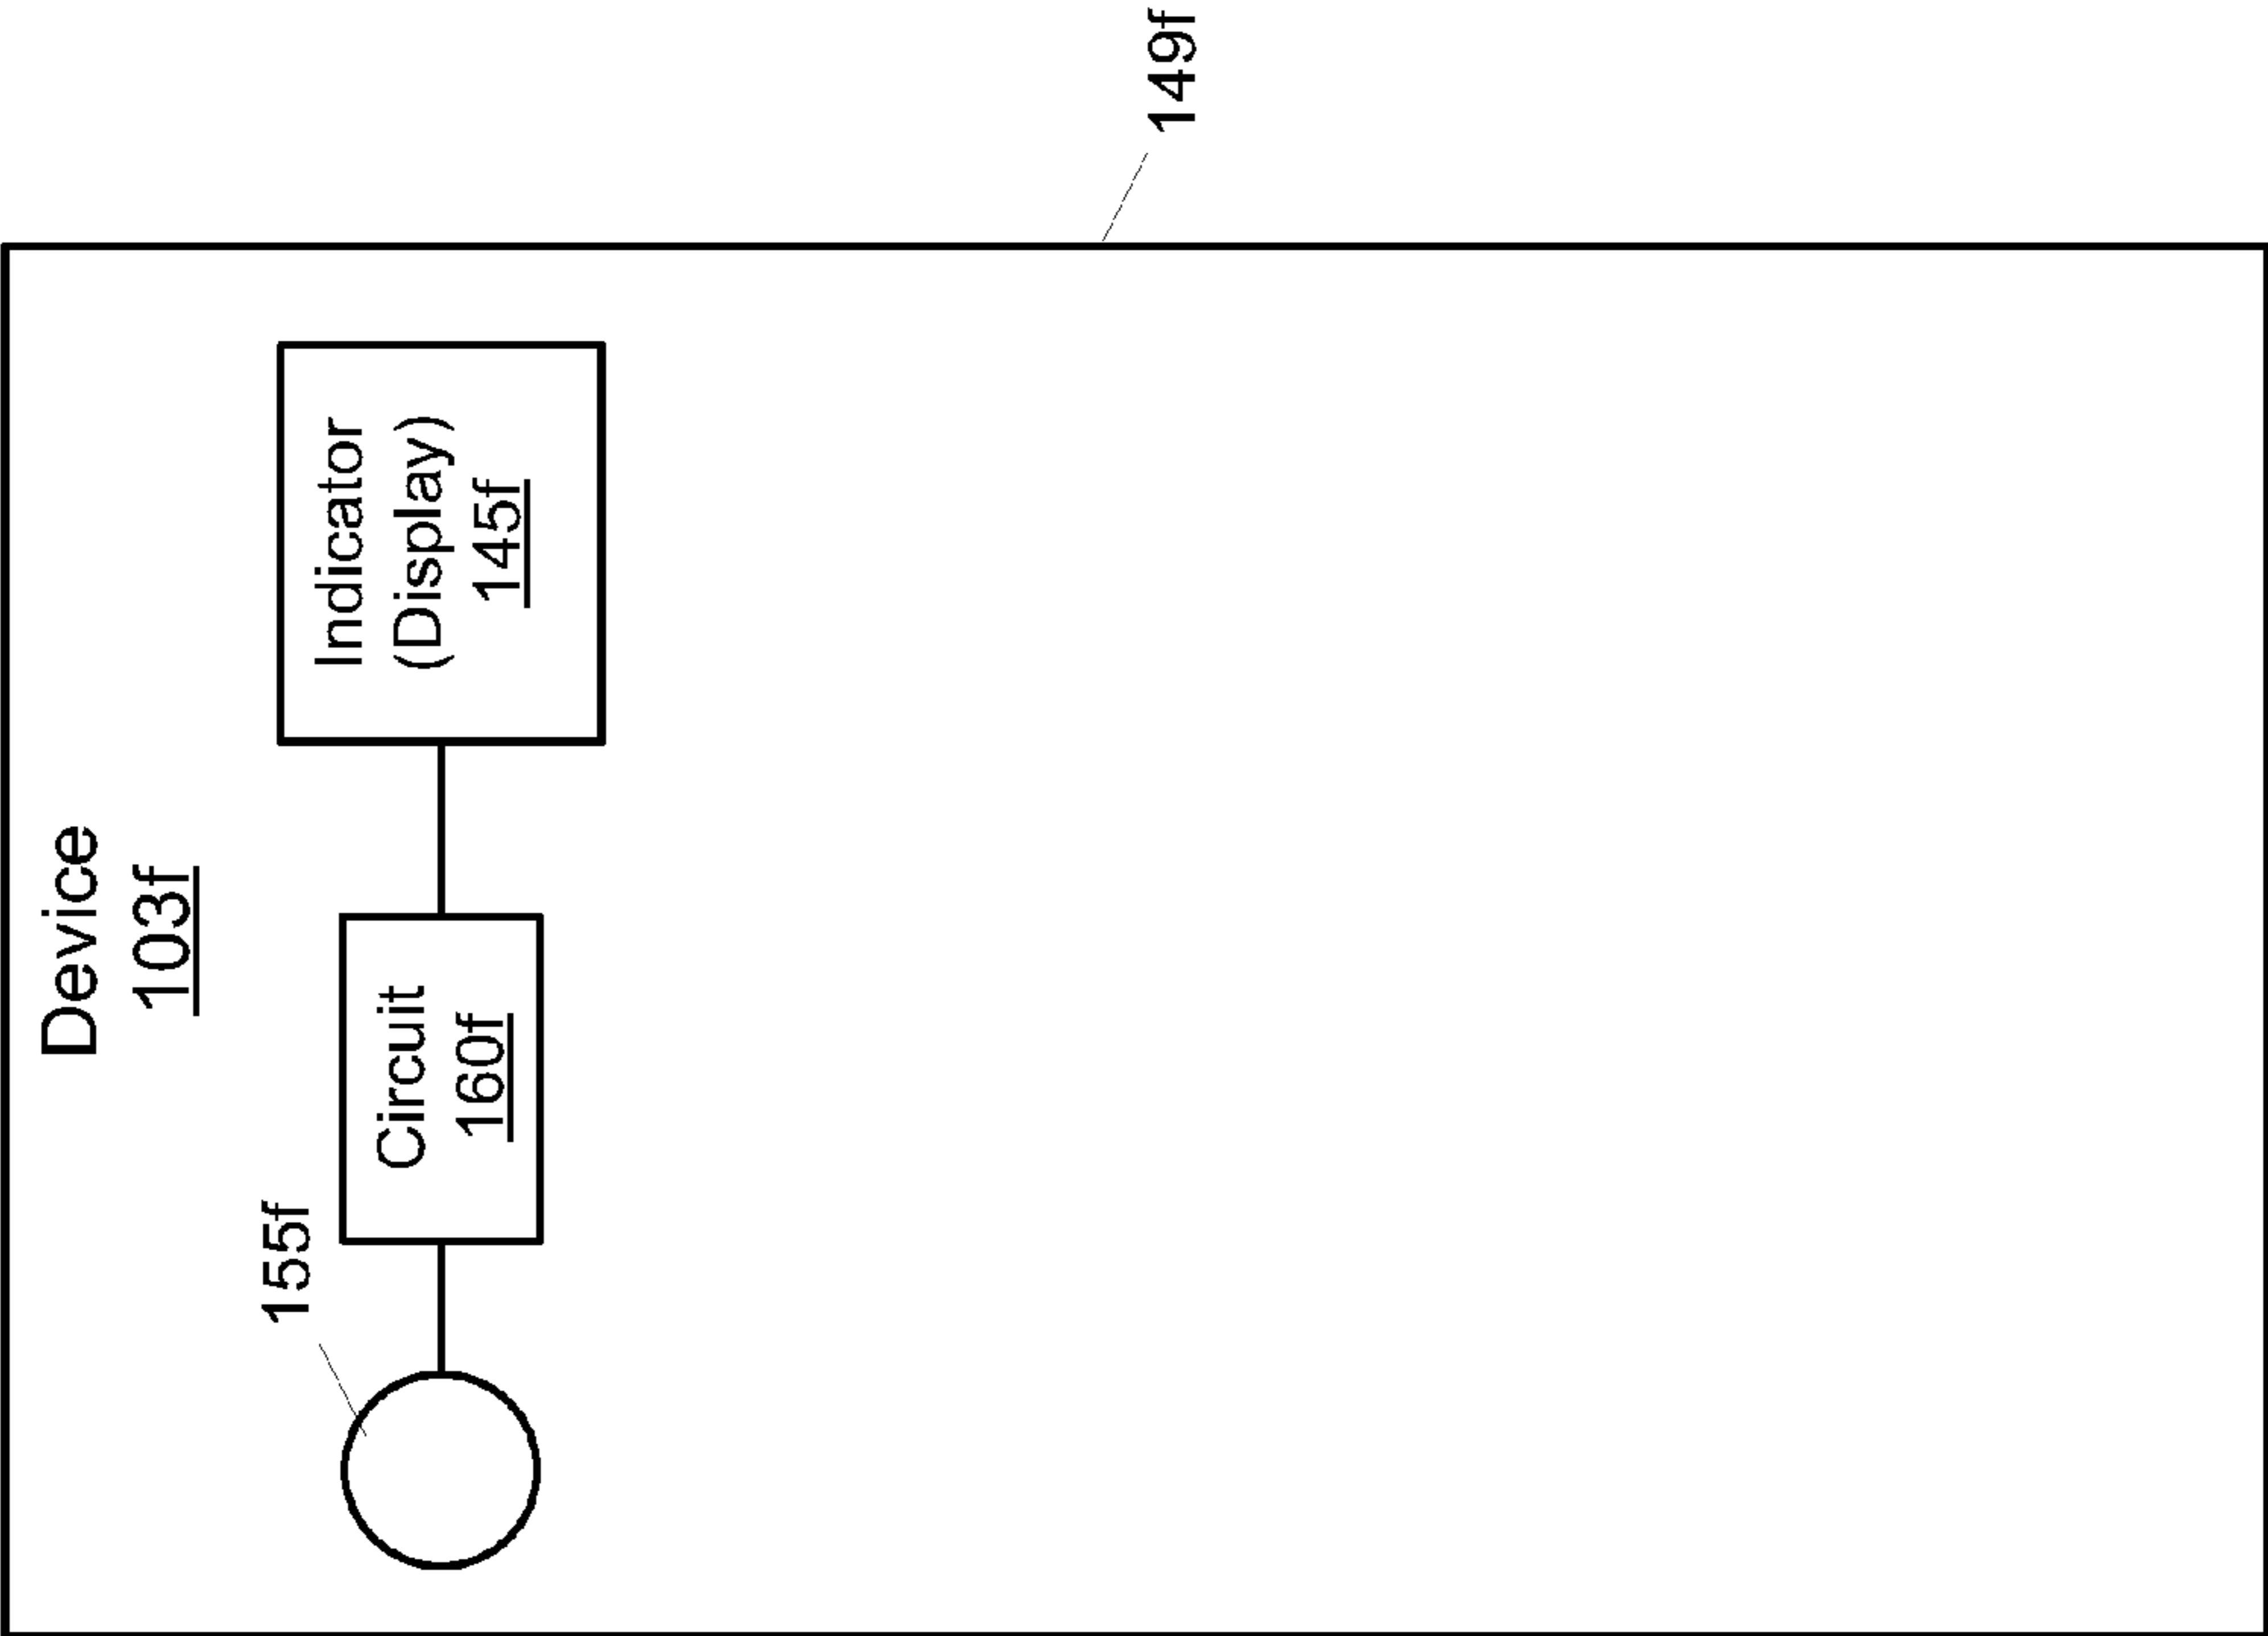 Device
103f
155f
Circuit
160f
Indicator
(Display)
145f
149f